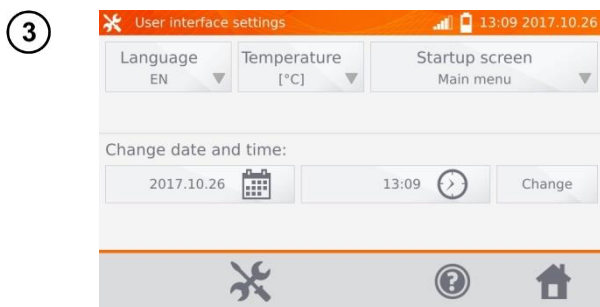 3
User interface settings 13:09 2017.10.26
Language Temperature Startup screen
EN [°C] Main menu
Change date and time:
2017.10.26 13:09 Change
?